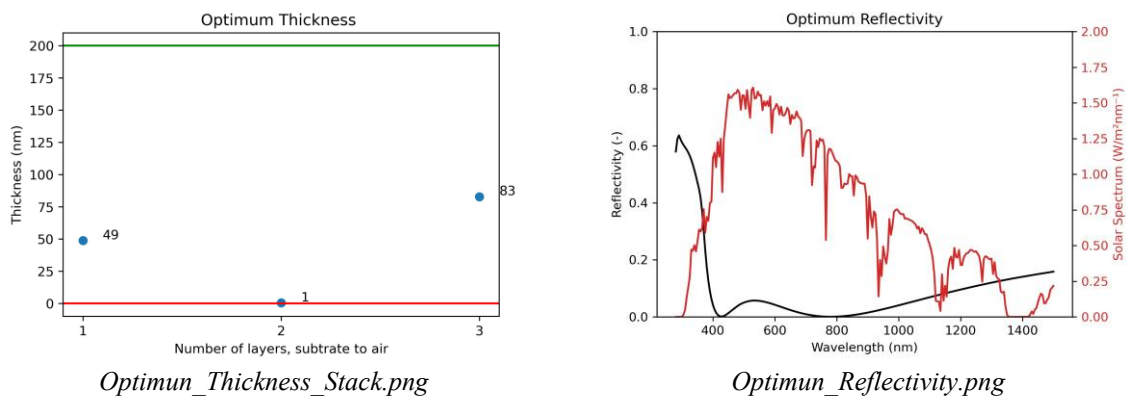 Optimum Thickness
200
175
150
125
100
75
50
25
0
Thickness (nm)
49
1
83
1 2 3
Number of layers, subtrate to air
Optimun_Thickness_Stack.png
Optimum Reflectivity
1.0
0.8
0.6
0.4
0.2
0.0
Reflectivity (-)
2.00
1.75
1.50
1.25
1.00
0.75
0.50
0.25
0.00
Solar Spectrum (W/m²nm⁻¹)
400 600 800 1000 1200 1400
Wavelength (nm)
Optimun_Reflectivity.png